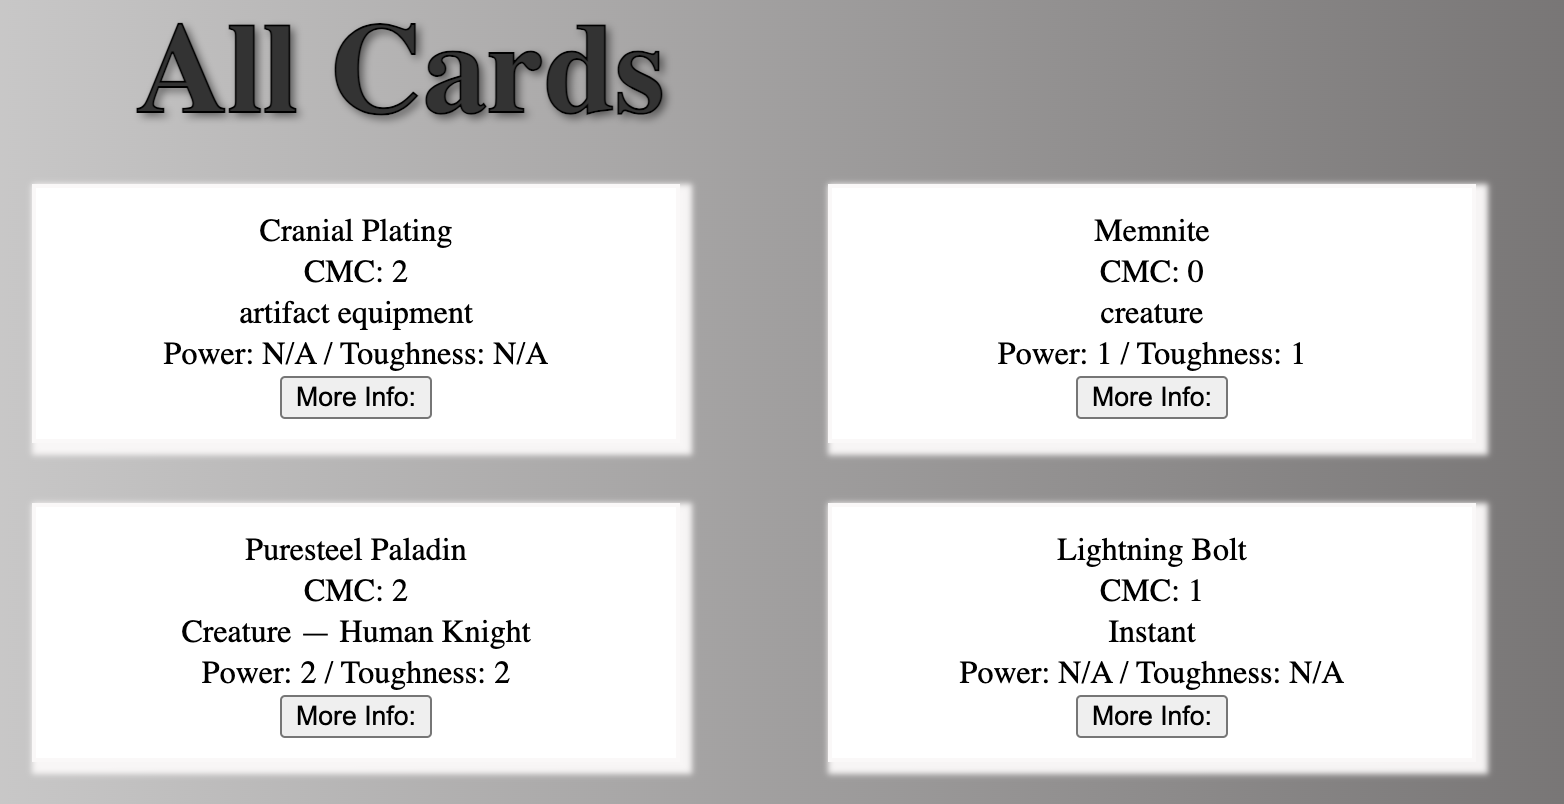 All Cards
Cranial Plating
CMC: 2
artifact equipment
Power: N/A / Toughness: N/A
More Info:
Memnite
CMC: 0
creature
Power: 1 / Toughness: 1
More Info:
Puresteel Paladin
CMC: 2
Creature — Human Knight
Power: 2 / Toughness: 2
More Info:
Lightning Bolt
CMC: 1
Instant
Power: N/A / Toughness: N/A
More Info: